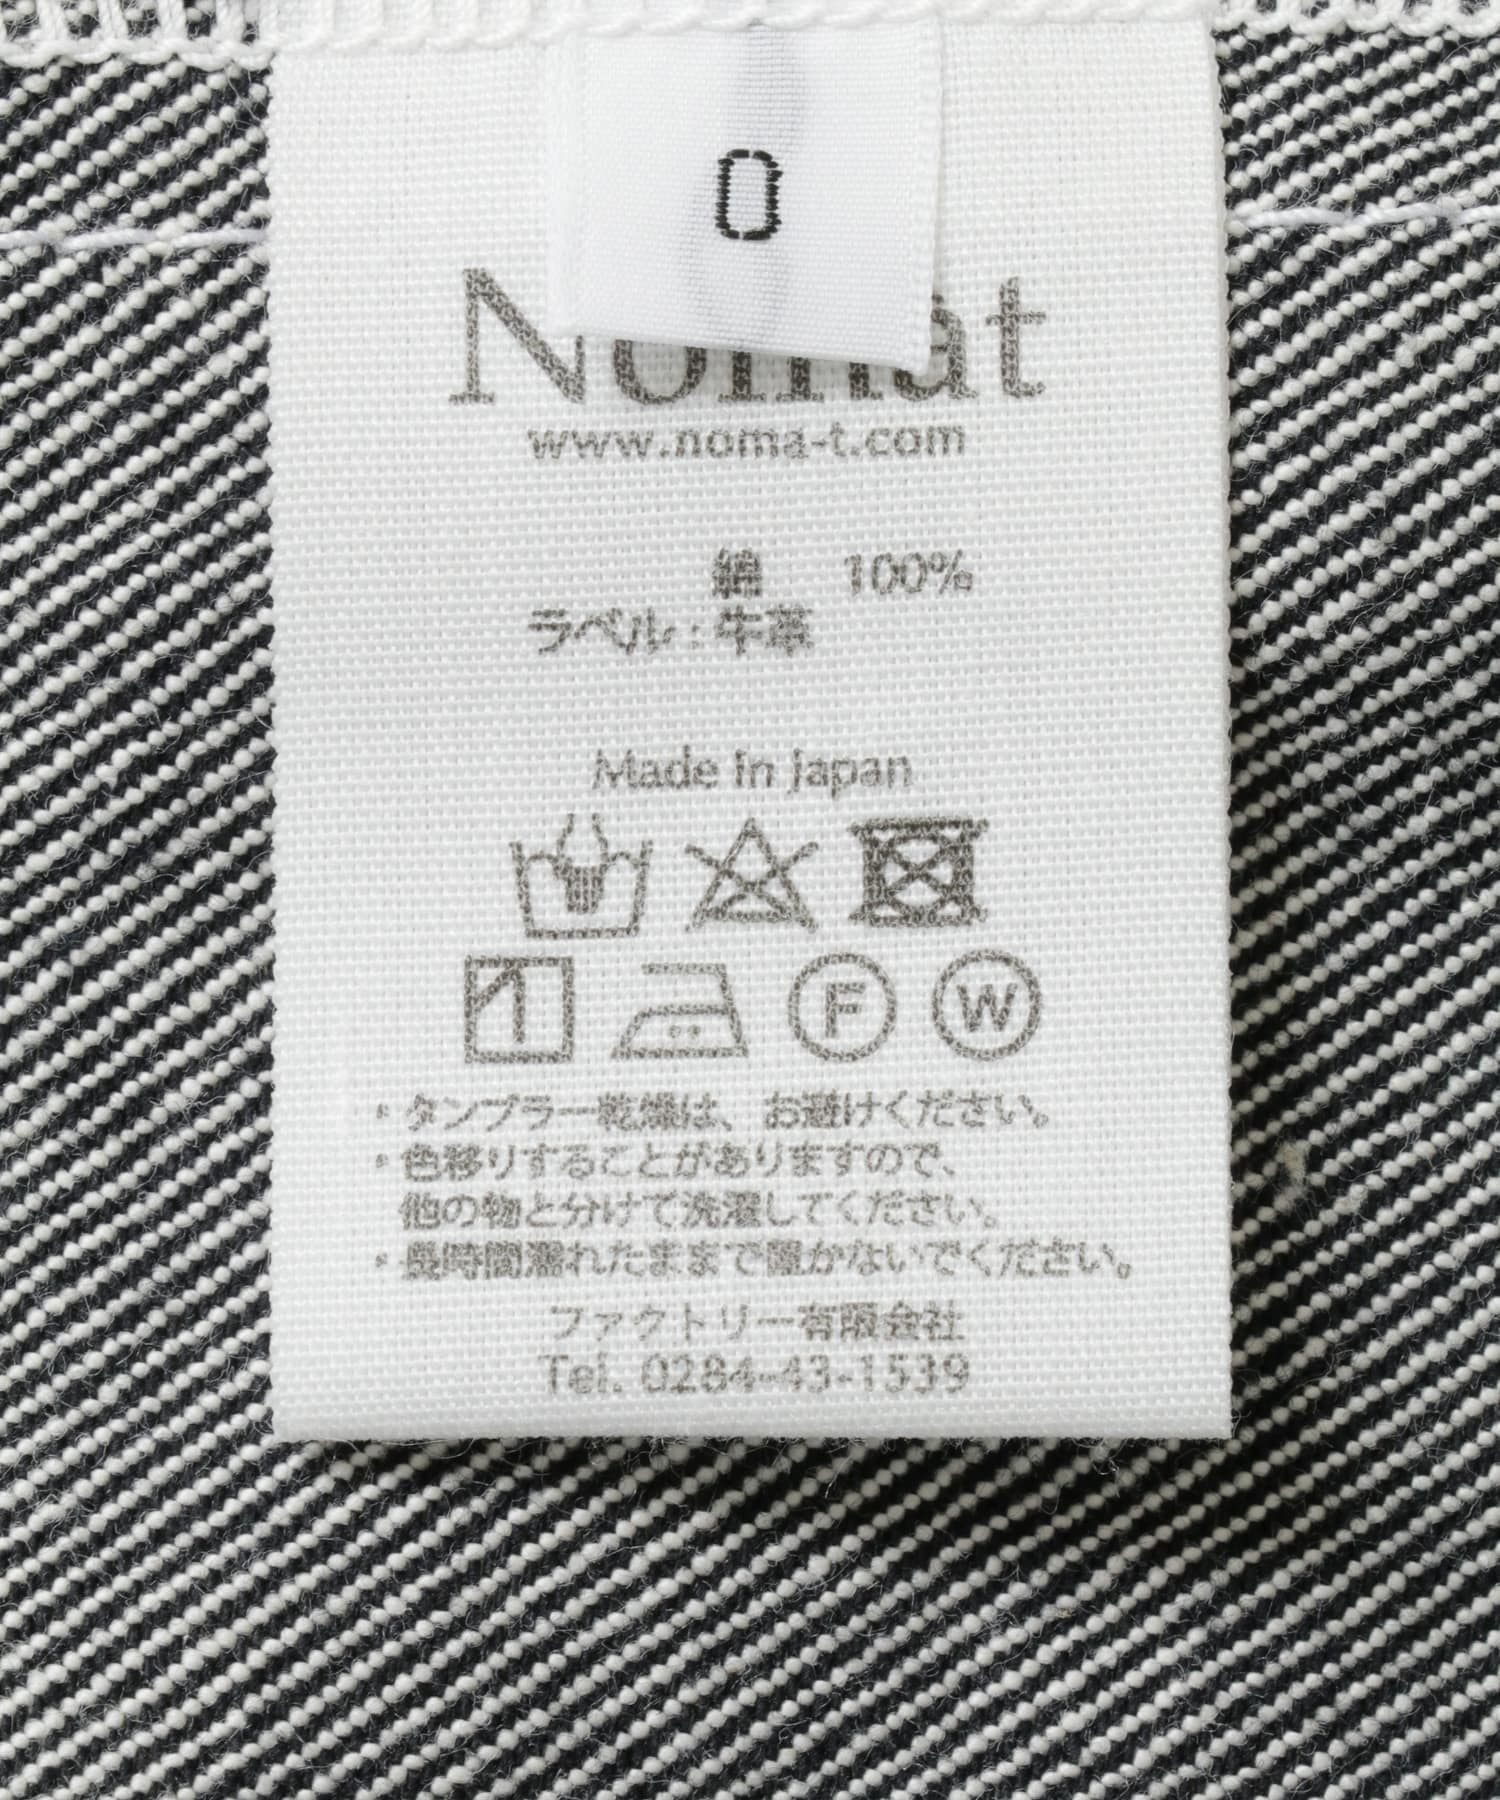 0
Nomat
www.noma-t.com
綿 100%
ラベル：牛革
Made in Japan
F W
・タンブラー乾燥は、お避けください。
・色移りすることがありますので、
他の物と分けて洗濯してください。
・長時間濡れたままで置かないでください。
ファクトリー有限会社
Tel. 0284-43-1539